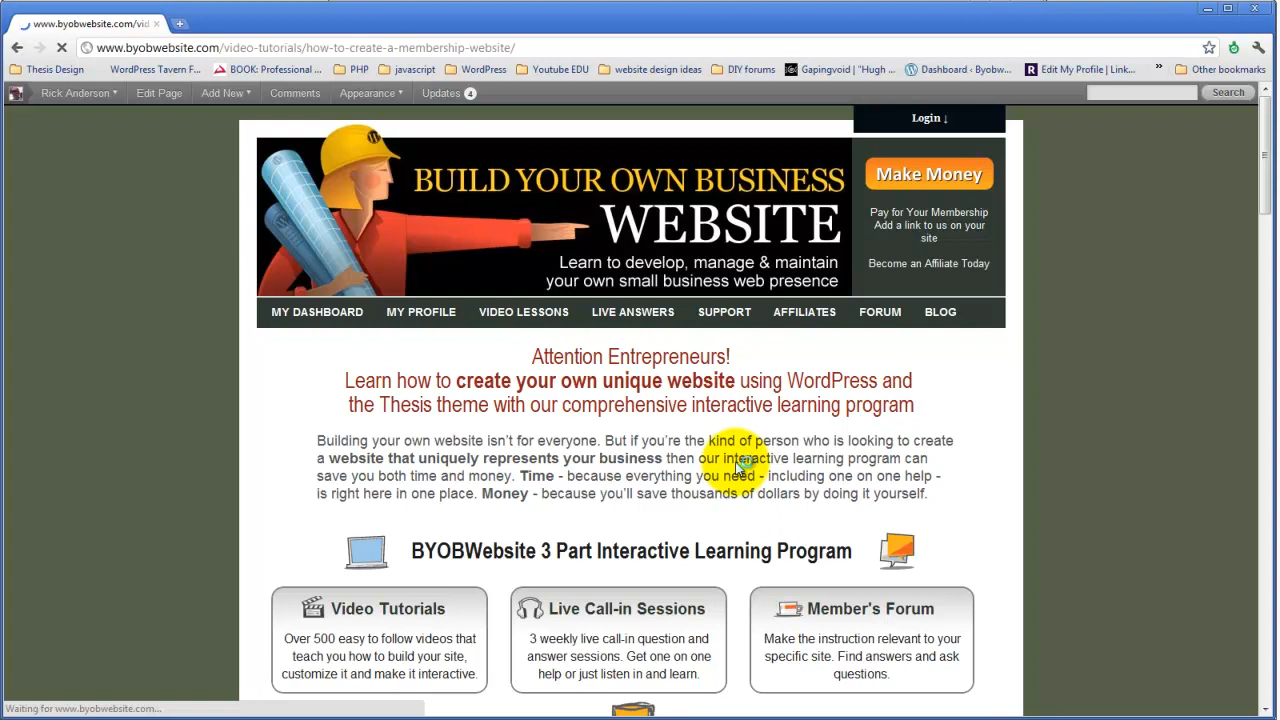 www.byobwebsite.com/vid
www.byobwebsite.com/video-tutorials/how-to-create-a-membership-website/
Thesis Design
WordPress Tavern F...
BOOK: Professional ...
PHP
javascript
WordPress
Youtube EDU
website design ideas
DIY forums
Gapingvoid | "Hugh ...
Dashboard ‹ Byobw...
Edit My Profile | Link...
»
Other bookmarks
Rick Anderson
Edit Page
Add New
Comments
Appearance
Updates 4
Search
Login ↓
BUILD YOUR OWN BUSINESS
WEBSITE
Learn to develop, manage & maintain
your own small business web presence
Make Money
Pay for Your Membership
Add a link to us on your
site
Become an Affiliate Today
MY DASHBOARD
MY PROFILE
VIDEO LESSONS
LIVE ANSWERS
SUPPORT
AFFILIATES
FORUM
BLOG
Attention Entrepreneurs!
Learn how to create your own unique website using WordPress and
the Thesis theme with our comprehensive interactive learning program
Building your own website isn't for everyone. But if you're the kind of person who is looking to create
a website that uniquely represents your business then our interactive learning program can
save you both time and money. Time - because everything you need - including one on one help -
is right here in one place. Money - because you'll save thousands of dollars by doing it yourself.
BYOBWebsite 3 Part Interactive Learning Program
Video Tutorials
Over 500 easy to follow videos that
teach you how to build your site,
customize it and make it interactive.
Live Call-in Sessions
3 weekly live call-in question and
answer sessions. Get one on one
help or just listen in and learn.
Member's Forum
Make the instruction relevant to your
specific site. Find answers and ask
questions.
Waiting for www.byobwebsite.com...